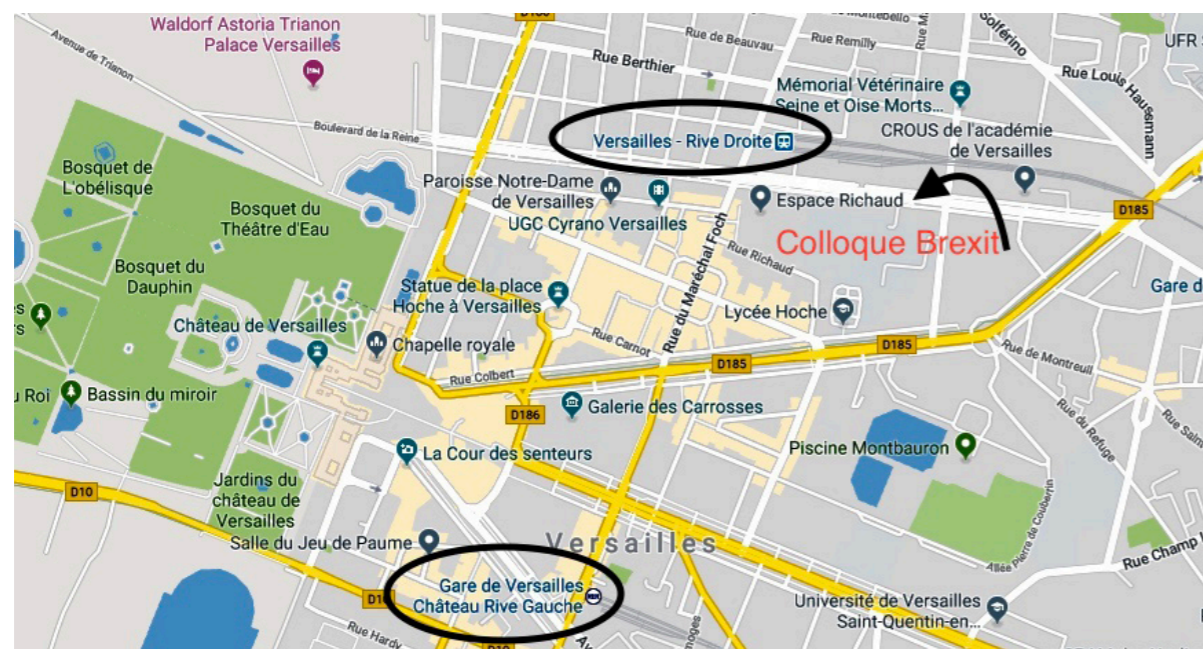 D186
Waldorf Astoria Trianon
Palace Versailles
Avenue de Trianon
Rue de Beauvau
Rue Remilly
Solférino
UFR
Rue Berthier
Rue Louis Haussmann
Mémorial Vétérinaire
Seine et Oise Morts...
Boulevard de la Reine
Versailles - Rive Droite
CROUS de l'académie
de Versailles
Bosquet de
L'obélisque
Paroisse Notre-Dame
de Versailles
UGC Cyrano Versailles
Espace Richaud
D185
Bosquet du
Théâtre d'Eau
Colloque Brexit
Rue Richaud
Rue du Maréchal Foch
Bosquet du
Dauphin
Statue de la place
Hoche à Versailles
Gare d
Lycée Hoche
Château de Versailles
Chapelle royale
Rue Carnot
D185
D185
Rue de Montreuil
Rue Colbert
u Roi
Bassin du miroir
D186
Galerie des Carrosses
Rue du Refuge
Rue Sain
La Cour des senteurs
Piscine Montbauron
D10
Jardins du
château de
Versailles
Salle du Jeu de Paume
Versailles
Allée Pierre de Coubertin
Rue Champ
Gare de Versailles
Château Rive Gauche
D10
Université de Versailles
Saint-Quentin-en...
Rue Hardy
D10